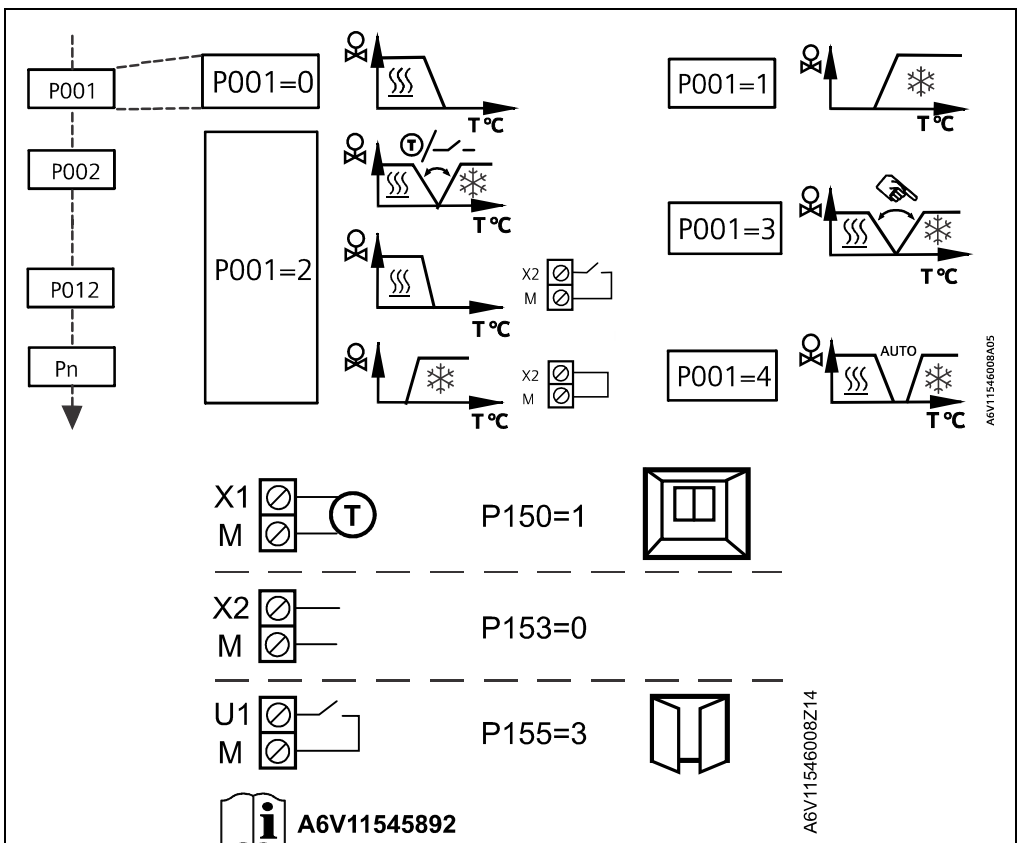 P001
P002
P012
Pn
P001=0
T °C
P001=2
T
T °C
T °C
X2
M
T °C
X2
M
P001=1
T °C
P001=3
T °C
P001=4
AUTO
T °C
A6V11546008A05
X1
M
T
P150=1
X2
M
P153=0
U1
M
P155=3
A6V11546008Z14
i
A6V11545892